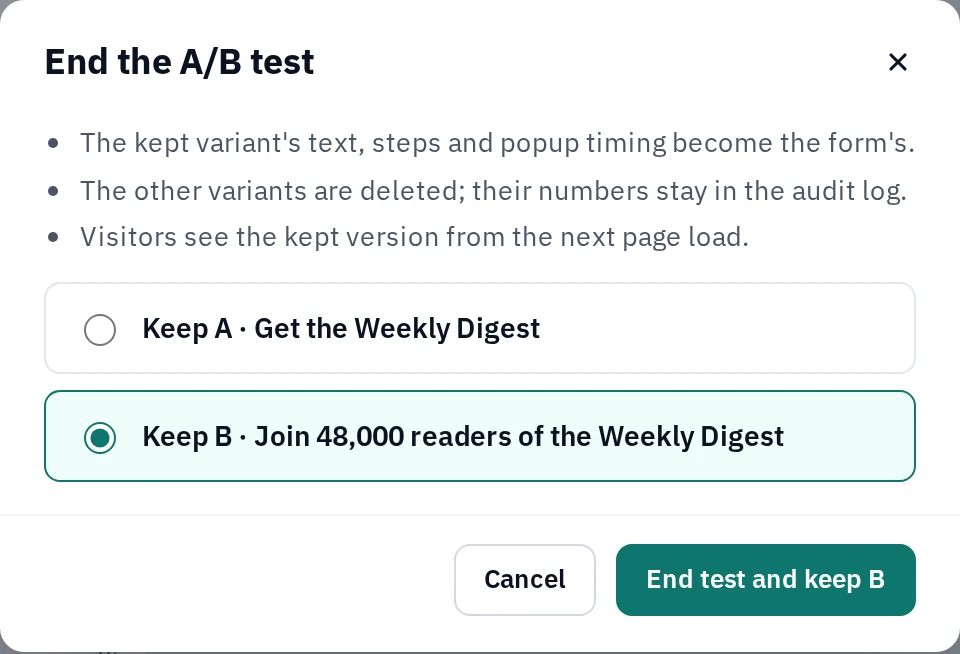 End the A/B test
The kept variant's text, steps and popup timing become the form's.
The other variants are deleted; their numbers stay in the audit log.
Visitors see the kept version from the next page load.
Keep A · Get the Weekly Digest
Keep B · Join 48,000 readers of the Weekly Digest
Cancel
End test and keep B